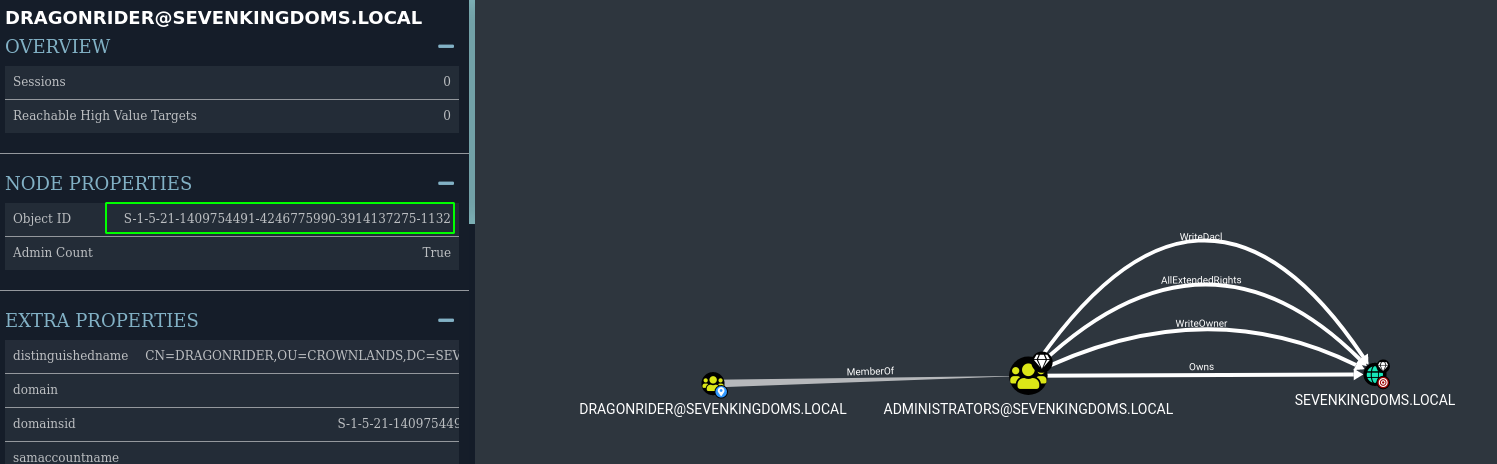 DRAGONRIDER@SEVENKINGDOMS.LOCAL
OVERVIEW
Sessions 0
Reachable High Value Targets 0
NODE PROPERTIES
Object ID S-1-5-21-1409754491-4246775990-3914137275-1132
Admin Count True
EXTRA PROPERTIES
distinguishedname CN=DRAGONRIDER,OU=CROWNLANDS,DC=SEV
domain
domainsid S-1-5-21-140975449
samaccountname
WriteDacl
AllExtendedRights
WriteOwner
Owns
MemberOf
DRAGONRIDER@SEVENKINGDOMS.LOCAL
ADMINISTRATORS@SEVENKINGDOMS.LOCAL
SEVENKINGDOMS.LOCAL